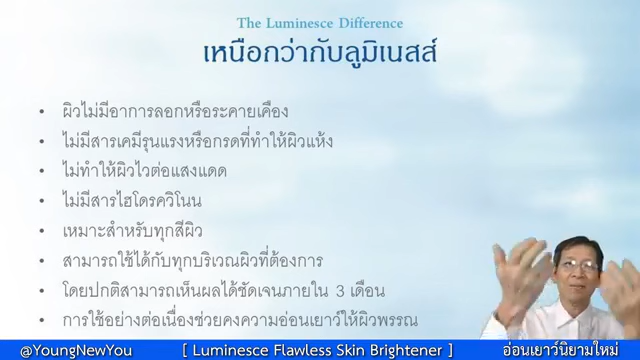 The Luminesce Difference
เหนือกว่ากับลูมิเนสส์
• ผิวไม่มีอาการลอกหรือระคายเคือง
• ไม่มีสารเคมีรุนแรงหรือกรดที่ทำให้ผิวแห้ง
• ไม่ทำให้ผิวไวต่อแสงแดด
• ไม่มีสารไฮโดรควิโนน
• เหมาะสำหรับทุกสีผิว
• สามารถใช้ได้กับทุกบริเวณผิวที่ต้องการ
• โดยปกติสามารถเห็นผลได้ชัดเจนภายใน 3 เดือน
• การใช้อย่างต่อเนื่องช่วยคงความอ่อนเยาว์ให้ผิวพรรณ
@YoungNewYou [ Luminesce Flawless Skin Brightener ] อ่อนเยาว์นิยามใหม่